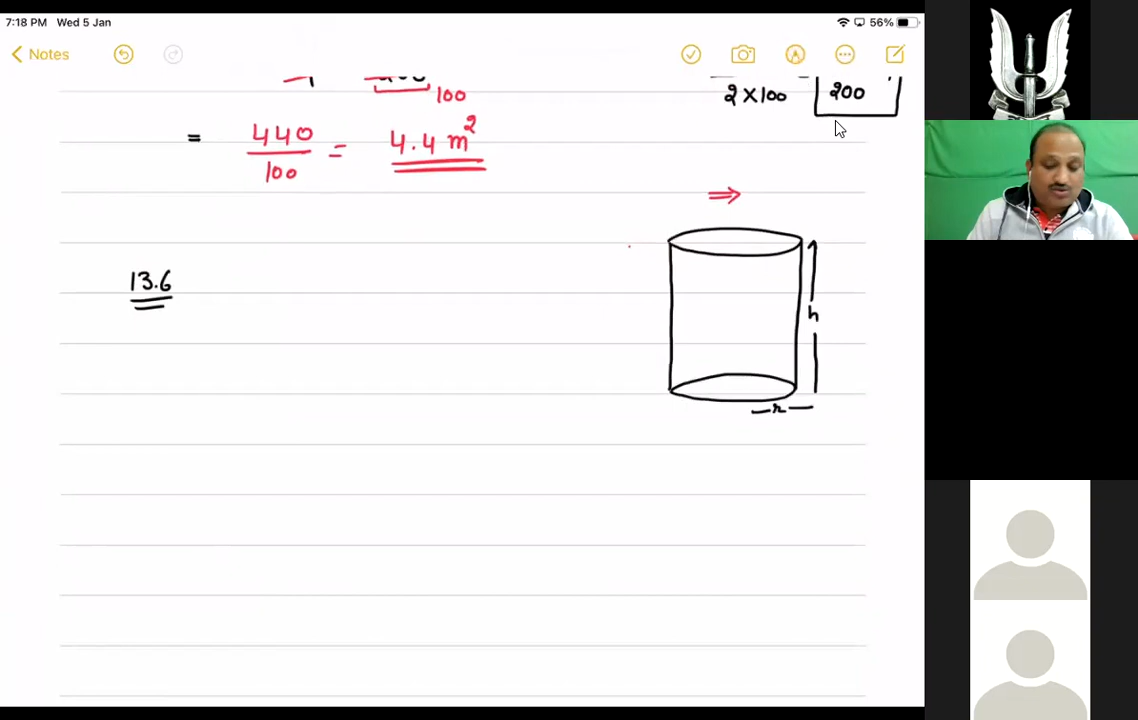 7:18 PM Wed 5 Jan
56%
Notes
100
2 × 100
200
= 440 / 100 = 4.4 m²
⇒
13.6
h
r